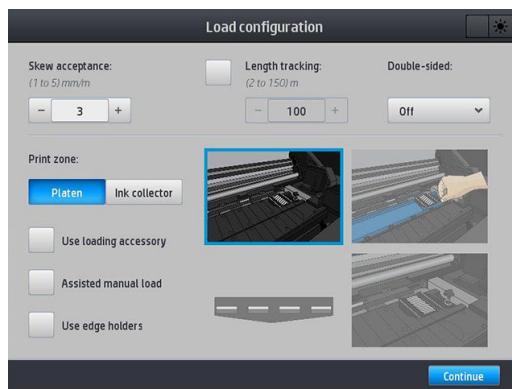 Load configuration
Skew acceptance:
(1 to 5) mm/m
- 3 +
Length tracking:
(2 to 150) m
- 100 +
Double-sided:
Off
Print zone:
Platen
Ink collector
Use loading accessory
Assisted manual load
Use edge holders
Continue